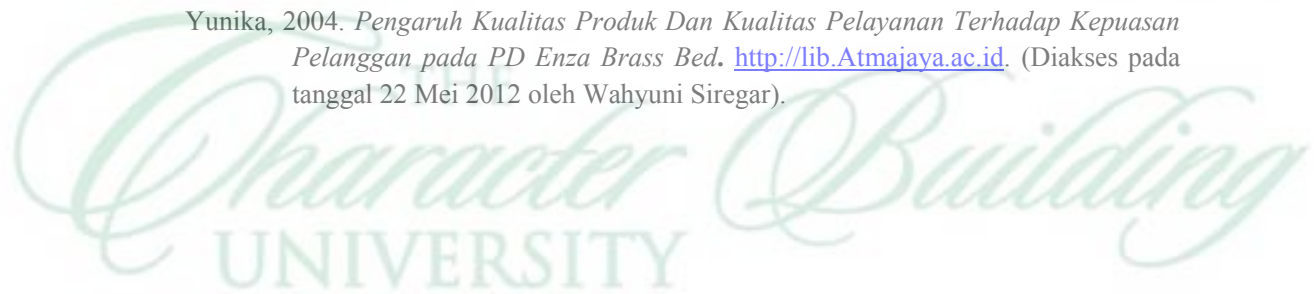 Yunika, 2004. Pengaruh Kualitas Produk Dan Kualitas Pelayanan Terhadap Kepuasan
Pelanggan pada PD Enza Brass Bed. http://lib.Atmajaya.ac.id. (Diakses pada
tanggal 22 Mei 2012 oleh Wahyuni Siregar).
THE
Character Building
UNIVERSITY